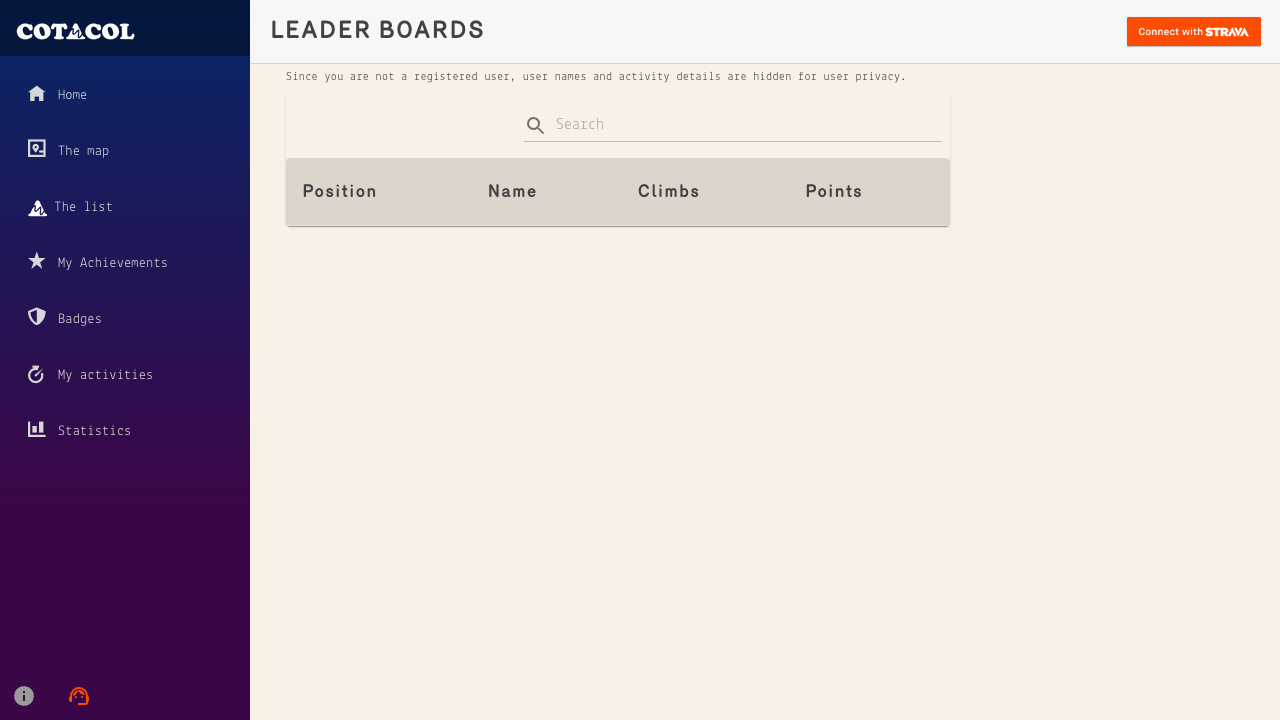 COTACOL
LEADER BOARDS
Connect with STRAVA
Since you are not a registered user, user names and activity details are hidden for user privacy.
Home
The map
The list
My Achievements
Badges
My activities
Statistics
Search
Position Name Climbs Points